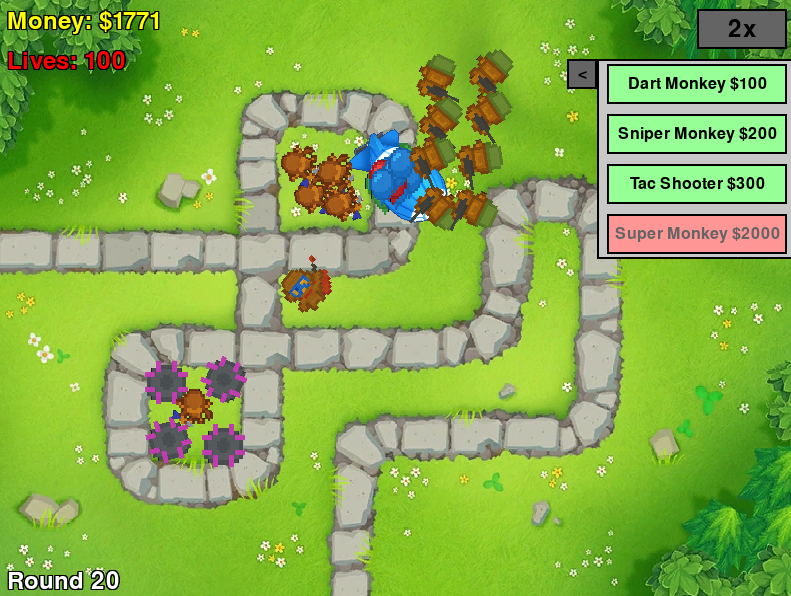 Money: $1771
Lives: 100
2x
<
Dart Monkey $100
Sniper Monkey $200
Tac Shooter $300
Super Monkey $2000
Round 20